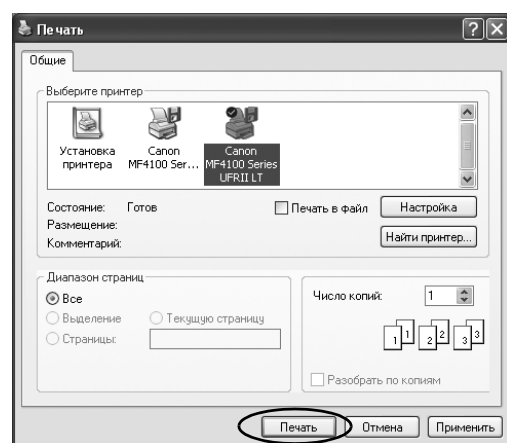 Печать
Общие
Выберите принтер
Установка принтера
Canon MF4100 Ser...
Canon MF4100 Series UFRII LT
Состояние: Готов
Печать в файл
Настройка
Размещение:
Комментарий:
Найти принтер...
Диапазон страниц
Все
Выделение
Текущую страницу
Страницы:
Число копий: 1
1 1 2 2 3 3
Разобрать по копиям
Печать Отмена Применить